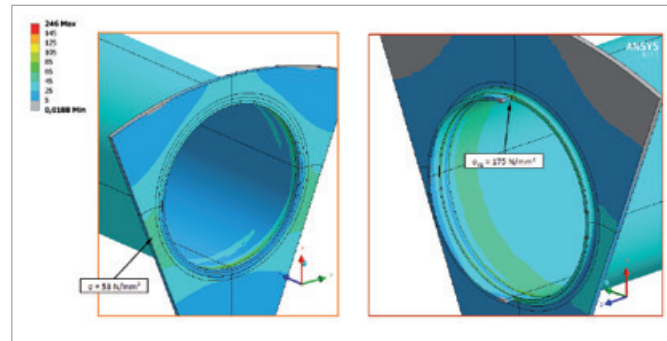 246 Max
145
125
105
85
65
45
25
5
0,0188 Min
ANSYS
σ = 53 N/mm²
= 175 N/mm²